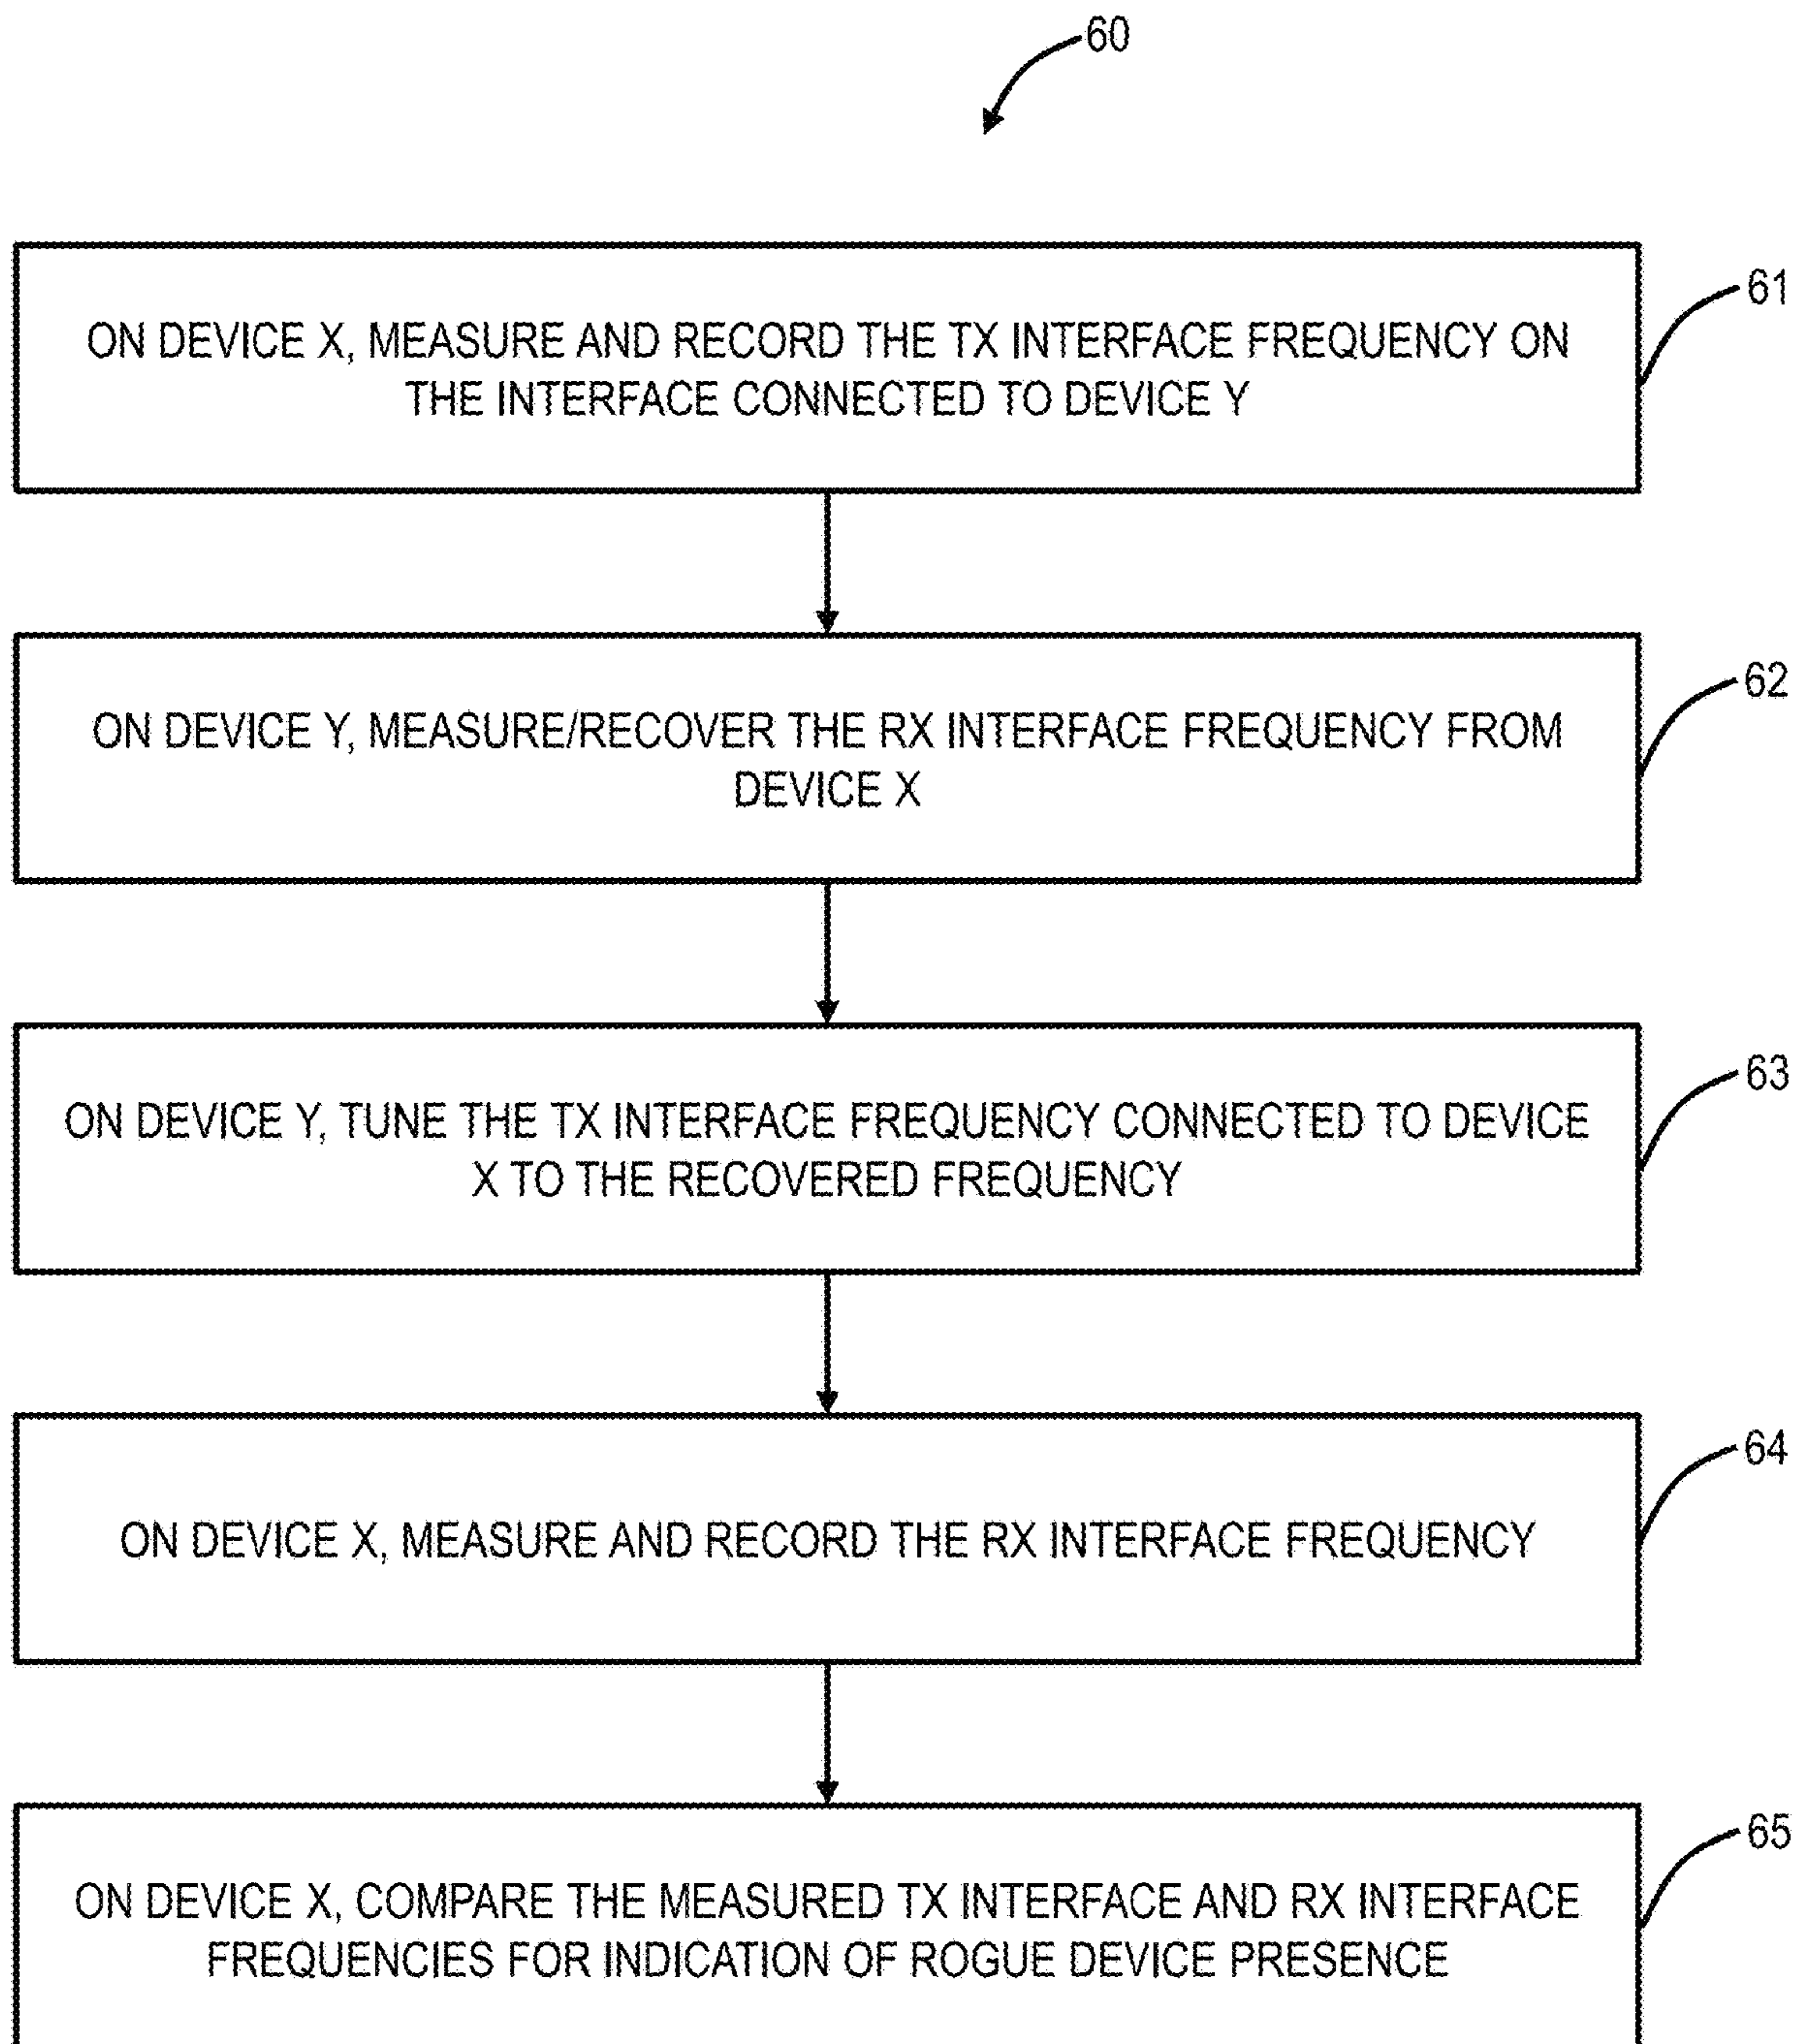 60
ON DEVICE X, MEASURE AND RECORD THE TX INTERFACE FREQUENCY ON
THE INTERFACE CONNECTED TO DEVICE Y
61
ON DEVICE Y, MEASURE/RECOVER THE RX INTERFACE FREQUENCY FROM
DEVICE X
62
ON DEVICE Y, TUNE THE TX INTERFACE FREQUENCY CONNECTED TO DEVICE
X TO THE RECOVERED FREQUENCY
63
ON DEVICE X, MEASURE AND RECORD THE RX INTERFACE FREQUENCY
64
ON DEVICE X, COMPARE THE MEASURED TX INTERFACE AND RX INTERFACE
FREQUENCIES FOR INDICATION OF ROGUE DEVICE PRESENCE
65